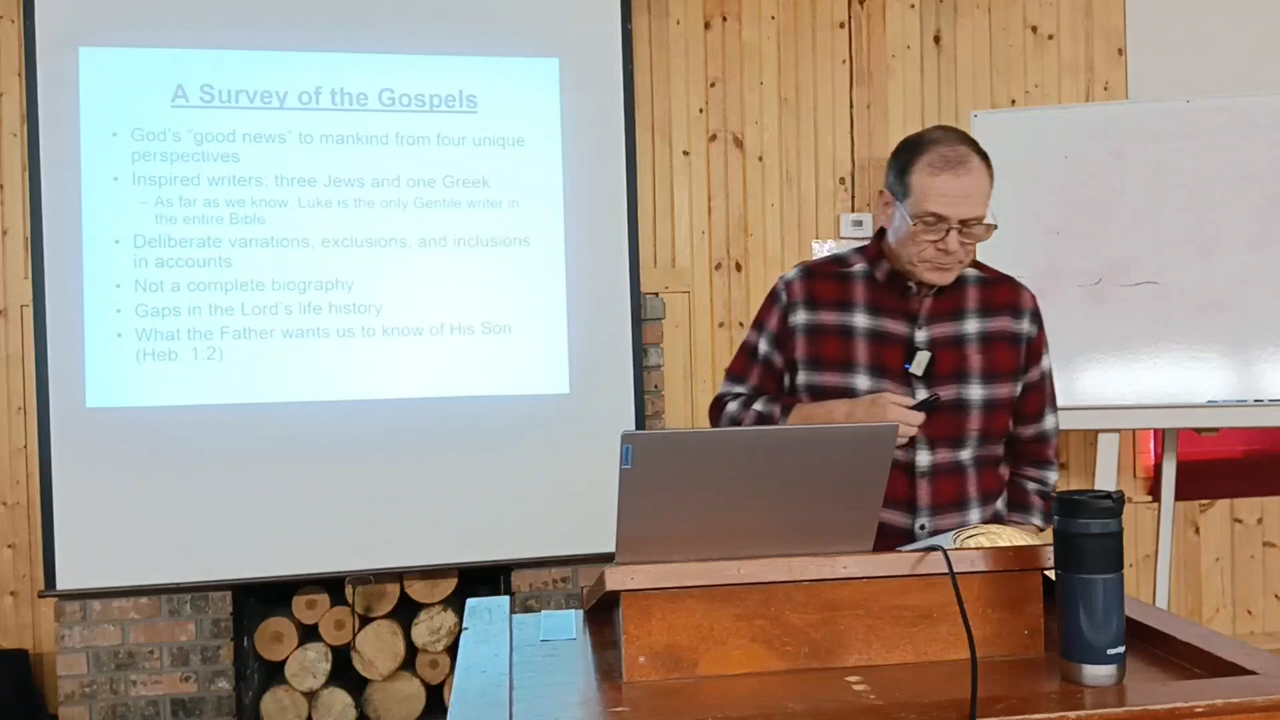 A Survey of the Gospels
• God's "good news" to mankind from four unique
perspectives
• Inspired writers: three Jews and one Greek
– As far as we know, Luke is the only Gentile writer in
the entire Bible
• Deliberate variations, exclusions, and inclusions
in accounts
• Not a complete biography
• Gaps in the Lord's life history
• What the Father wants us to know of His Son
(Heb. 1:2)